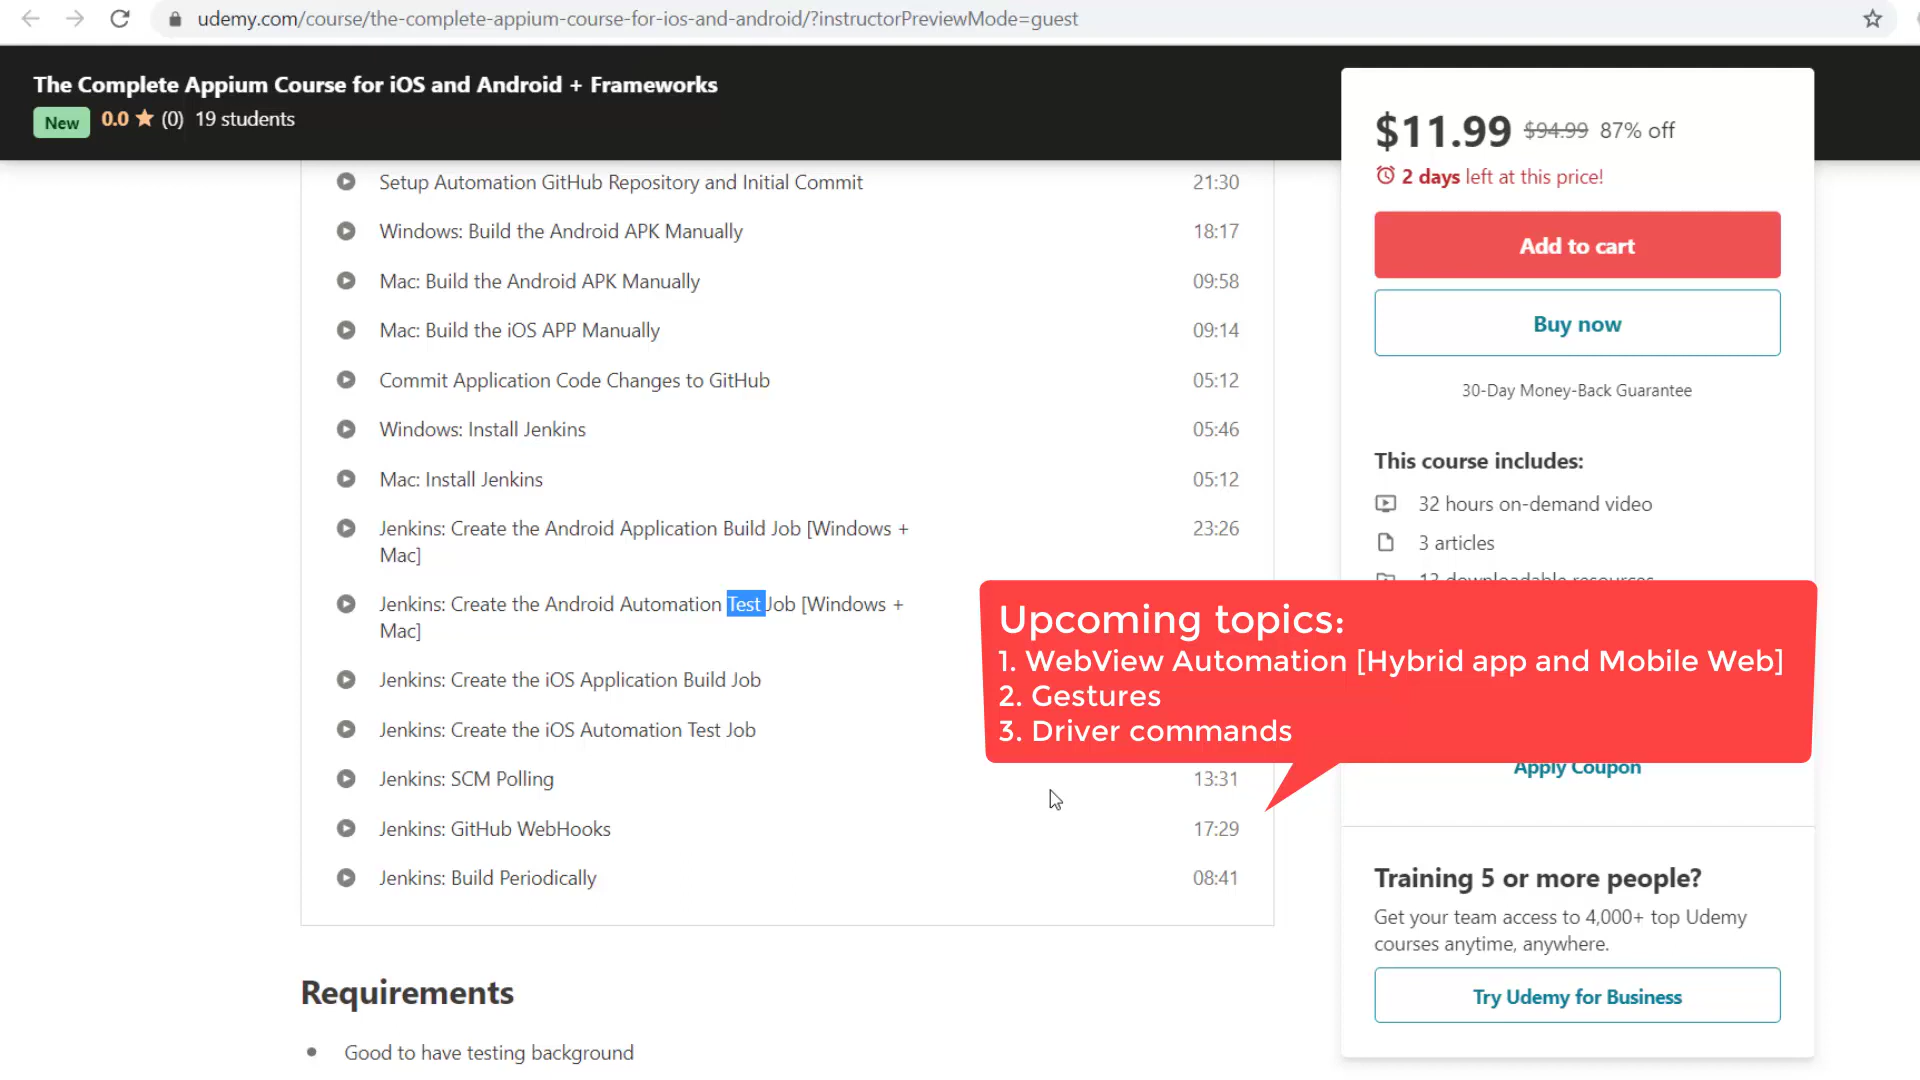 udemy.com/course/the-complete-appium-course-for-ios-and-android/?instructorPreviewMode=guest
The Complete Appium Course for iOS and Android + Frameworks
New 0.0 (0) 19 students
Setup Automation GitHub Repository and Initial Commit 21:30
Windows: Build the Android APK Manually 18:17
Mac: Build the Android APK Manually 09:58
Mac: Build the iOS APP Manually 09:14
Commit Application Code Changes to GitHub 05:12
Windows: Install Jenkins 05:46
Mac: Install Jenkins 05:12
Jenkins: Create the Android Application Build Job [Windows + 23:26
Mac]
Jenkins: Create the Android Automation Test Job [Windows +
Mac]
Jenkins: Create the iOS Application Build Job
Jenkins: Create the iOS Automation Test Job
Jenkins: SCM Polling 13:31
Jenkins: GitHub WebHooks 17:29
Jenkins: Build Periodically 08:41
Requirements
Good to have testing background
$11.99 $94.99 87% off
2 days left at this price!
Add to cart
Buy now
30-Day Money-Back Guarantee
This course includes:
32 hours on-demand video
3 articles
13 downloadable resources
Upcoming topics:
1. WebView Automation [Hybrid app and Mobile Web]
2. Gestures
3. Driver commands
Apply Coupon
Training 5 or more people?
Get your team access to 4,000+ top Udemy
courses anytime, anywhere.
Try Udemy for Business